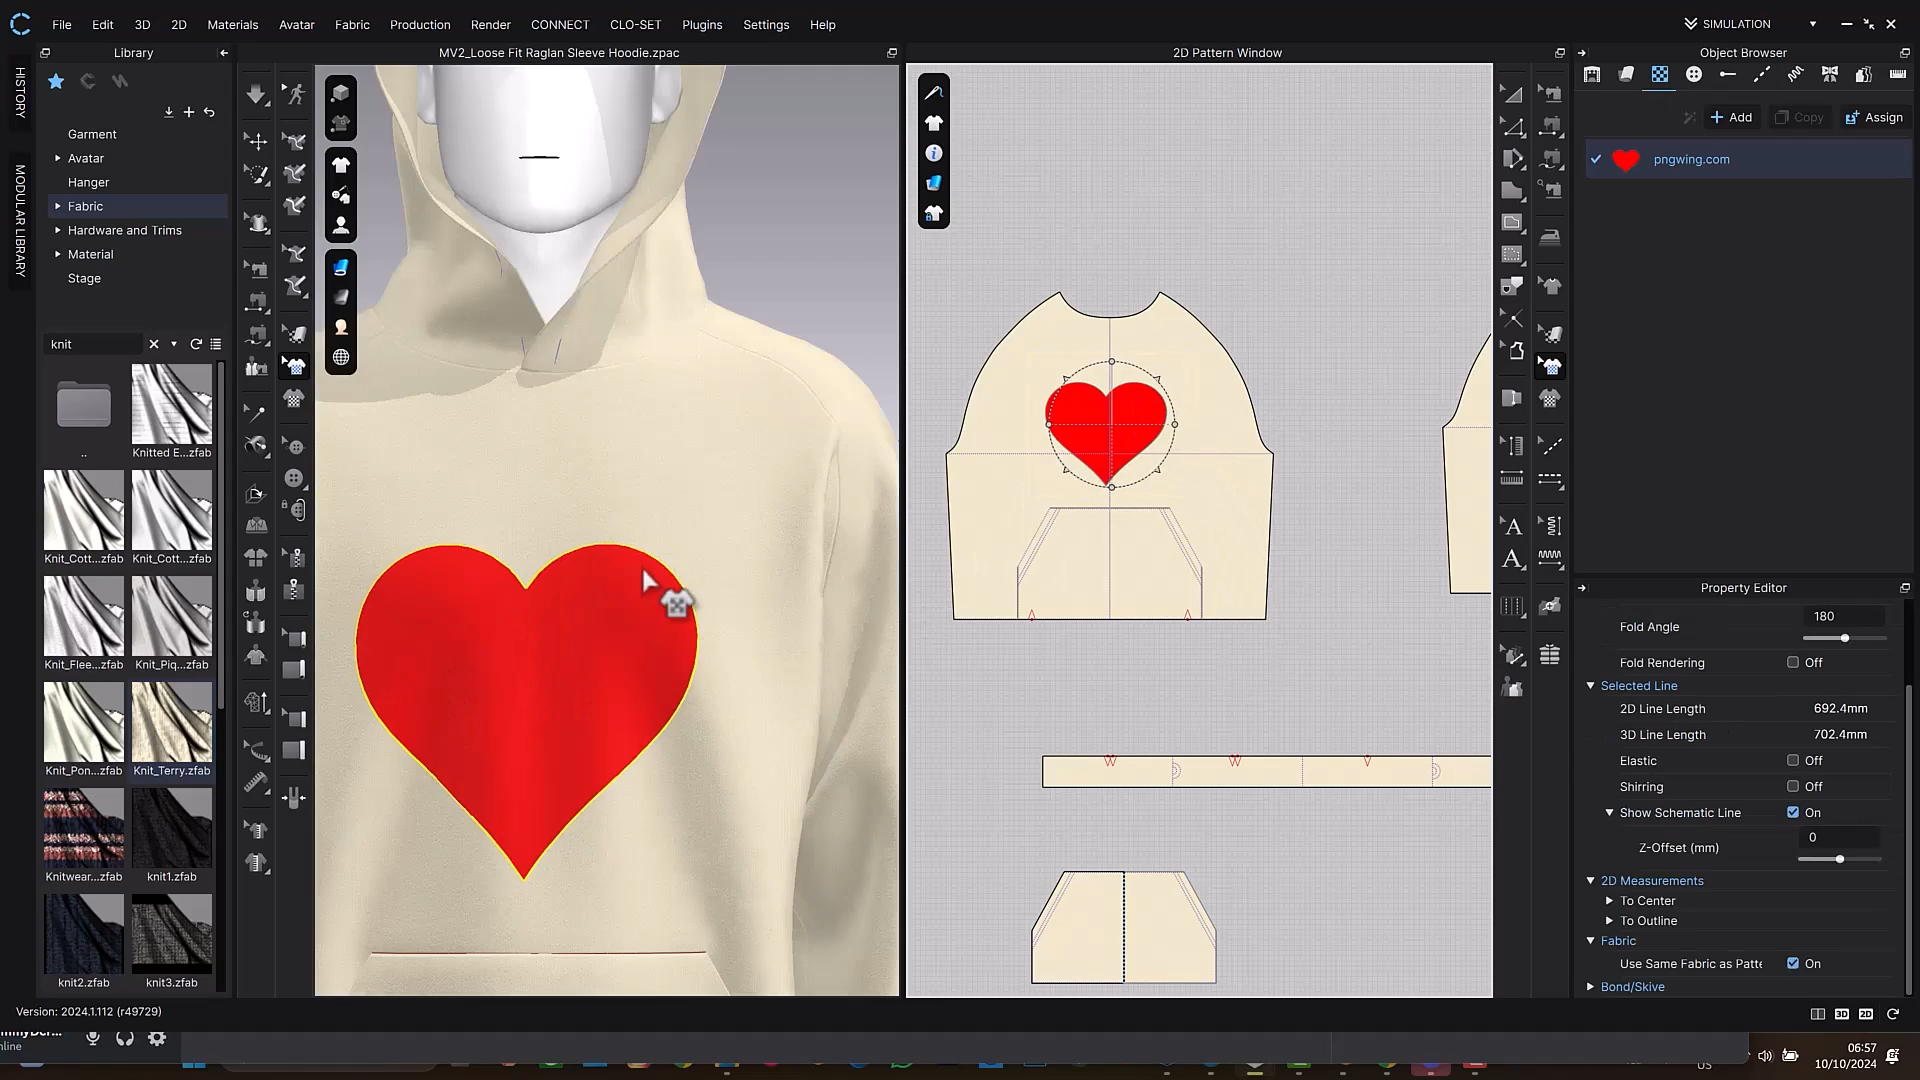 File Edit 3D 2D Materials Avatar Fabric Production Render CONNECT CLO-SET Plugins Settings Help
SIMULATION
HISTORY
MODULAR LIBRARY
Library
Garment
Avatar
Hanger
Fabric
Hardware and Trims
Material
Stage
knit
..
Knitted E...zfab
Knit_Cott...zfab
Knit_Cott...zfab
Knit_Flee...zfab
Knit_Piq....zfab
Knit_Pon...zfab
Knit_Terry.zfab
Knitwear...zfab
knit1.zfab
knit2.zfab
knit3.zfab
MV2_Loose Fit Raglan Sleeve Hoodie.zpac
2D Pattern Window
Object Browser
Add
Copy
Assign
pngwing.com
Property Editor
Fold Angle 180
Fold Rendering Off
Selected Line
2D Line Length 692.4mm
3D Line Length 702.4mm
Elastic Off
Shirring Off
Show Schematic Line On
Z-Offset (mm) 0
2D Measurements
To Center
To Outline
Fabric
Use Same Fabric as Patte On
Bond/Skive
Version: 2024.1.112 (r49729)
3D 2D
nline
US
06:57
10/10/2024